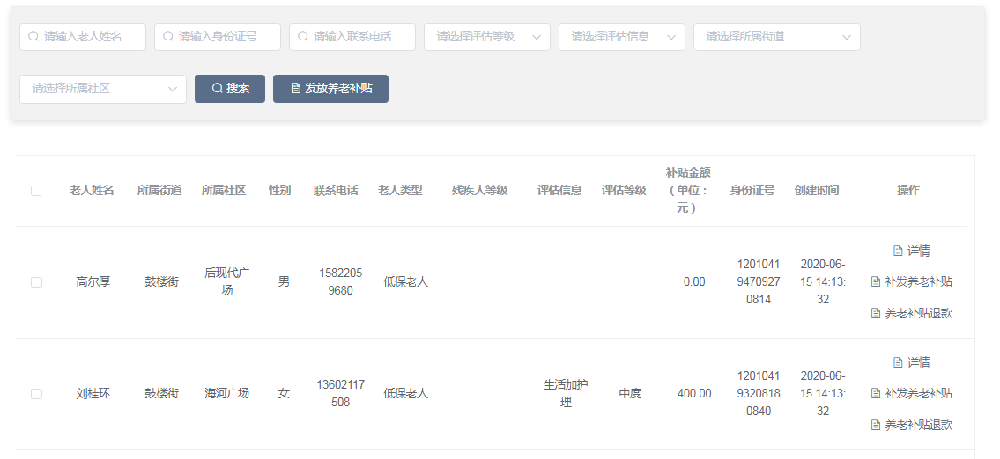 请输入老人姓名 请输入身份证号 请输入联系电话 请选择评估等级 请选择评估信息 请选择所属街道
请选择所属社区 搜索 发放养老补贴
老人姓名 所属街道 所属社区 性别 联系电话 老人类型 残疾人等级 评估信息 评估等级 补贴金额（单位：元） 身份证号 创建时间 操作
高尔厚 鼓楼街 后现代广场 男 15822059680 低保老人 0.00 120104194709270814 2020-06-15 14:13:32 详情
补发养老补贴
养老补贴退款
刘桂环 鼓楼街 海河广场 女 13602117508 低保老人 生活加护理 中度 400.00 120104193208180840 2020-06-15 14:13:32 详情
补发养老补贴
养老补贴退款